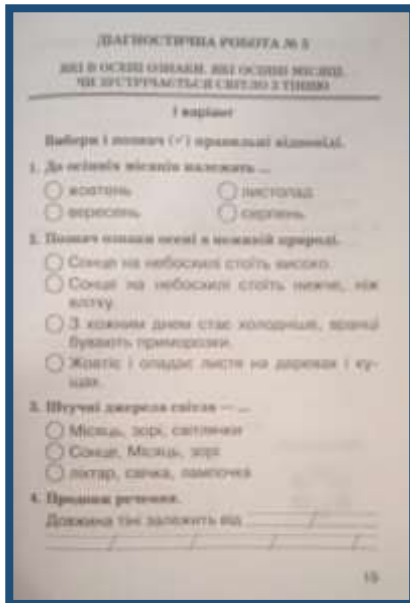 ДІАГНОСТИЧНА РОБОТА № 5
ЯКІ В ОСЕНІ ОЗНАКИ. ЯКІ ОСІННІ МІСЯЦІ.
ЧИ ЗУСТРІЧАЄТЬСЯ СВІТЛО З ТІННЮ
І варіант
Вибери і познач (✓) правильні відповіді.
1. До осінніх місяців належать ...
жовтень листопад
вересень серпень
2. Познач ознаки осені в неживій природі.
Сонце на небосхилі стоїть високо.
Сонце на небосхилі стоїть нижче, ніж
влітку.
З кожним днем стає холодніше, вранці
бувають приморозки.
Жовтіє і опадає листя на деревах і ку-
щах.
3. Штучні джерела світла — ...
Місяць, зорі, світлячки
Сонце, Місяць, зорі
ліхтар, свічка, лампочка
4. Продовж речення.
Довжина тіні залежить від